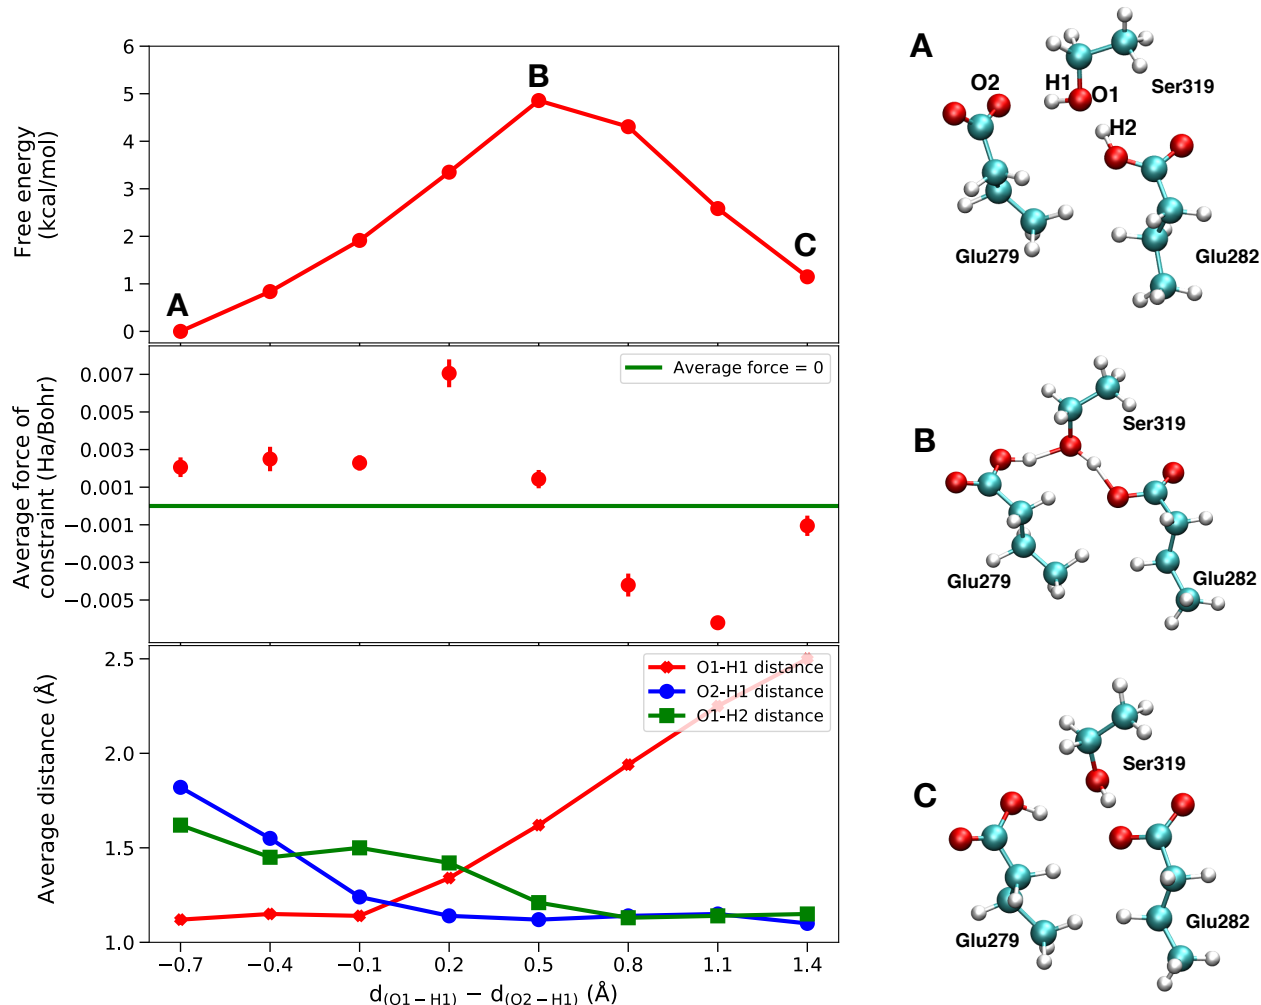 Free energy
(kcal/mol)
6
5
4
3
2
1
0
A
B
C
Average force of
constraint (Ha/Bohr)
0.007
0.005
0.003
0.001
−0.001
−0.003
−0.005
Average force = 0
Average distance (Å)
2.5
2.0
1.5
1.0
O1-H1 distance
O2-H1 distance
O1-H2 distance
−0.7 −0.4 −0.1 0.2 0.5 0.8 1.1 1.4
d(O1−H1) − d(O2−H1) (Å)
A
O2
H1
O1
Ser319
H2
Glu279
Glu282
B
Ser319
Glu279
Glu282
C
Ser319
Glu279
Glu282